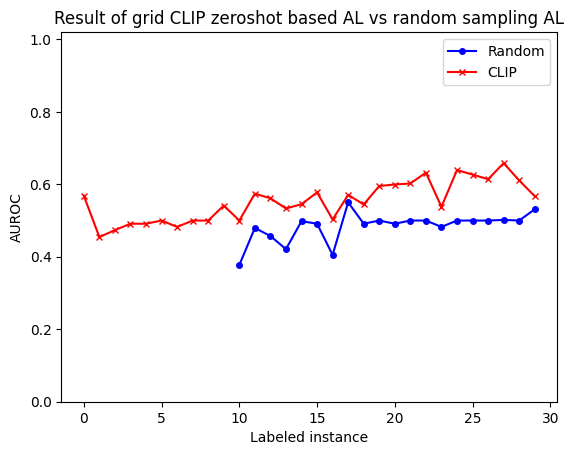 Result of grid CLIP zeroshot based AL vs random sampling AL
1.0
0.8
0.6
0.4
0.2
0.0
AUROC
Random
CLIP
0 5 10 15 20 25 30
Labeled instance